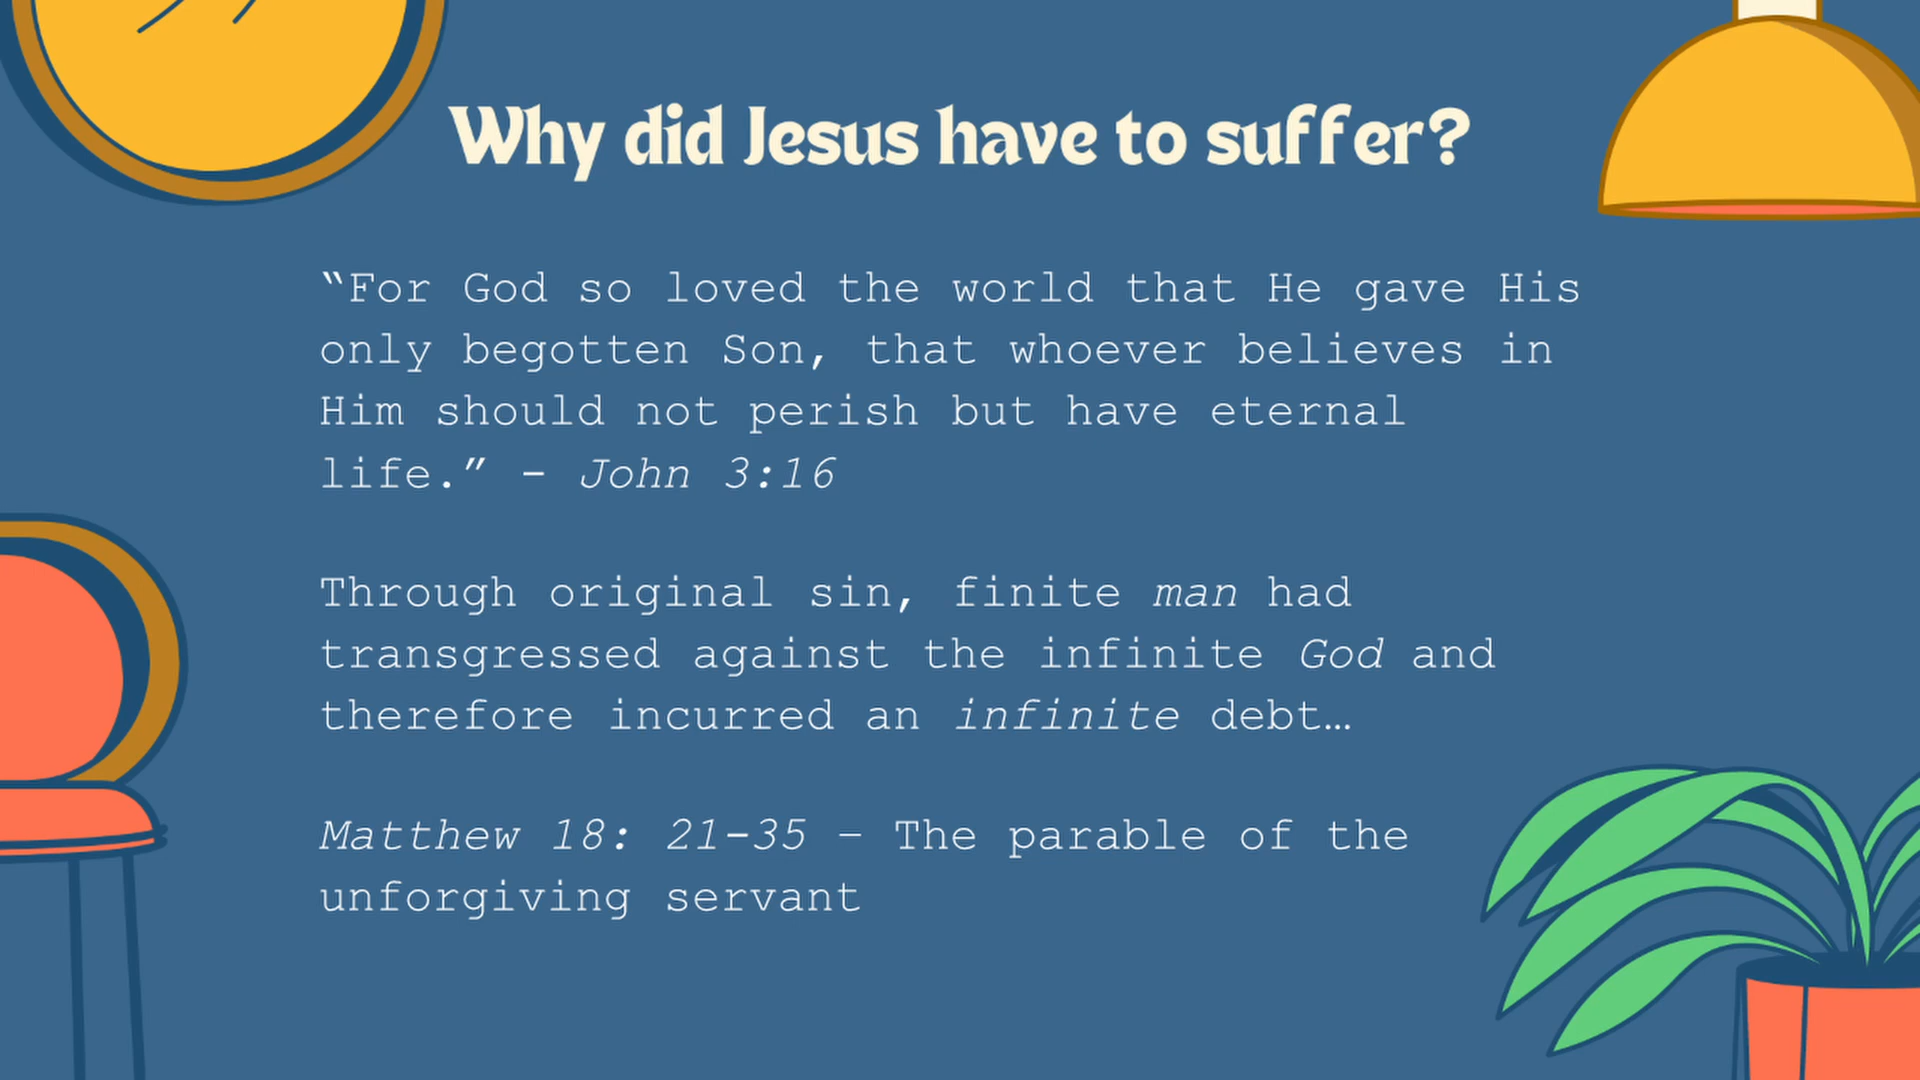 Why did Jesus have to suffer?
“For God so loved the world that He gave His
only begotten Son, that whoever believes in
Him should not perish but have eternal
life.” - John 3:16
Through original sin, finite man had
transgressed against the infinite God and
therefore incurred an infinite debt…
Matthew 18: 21-35 – The parable of the
unforgiving servant